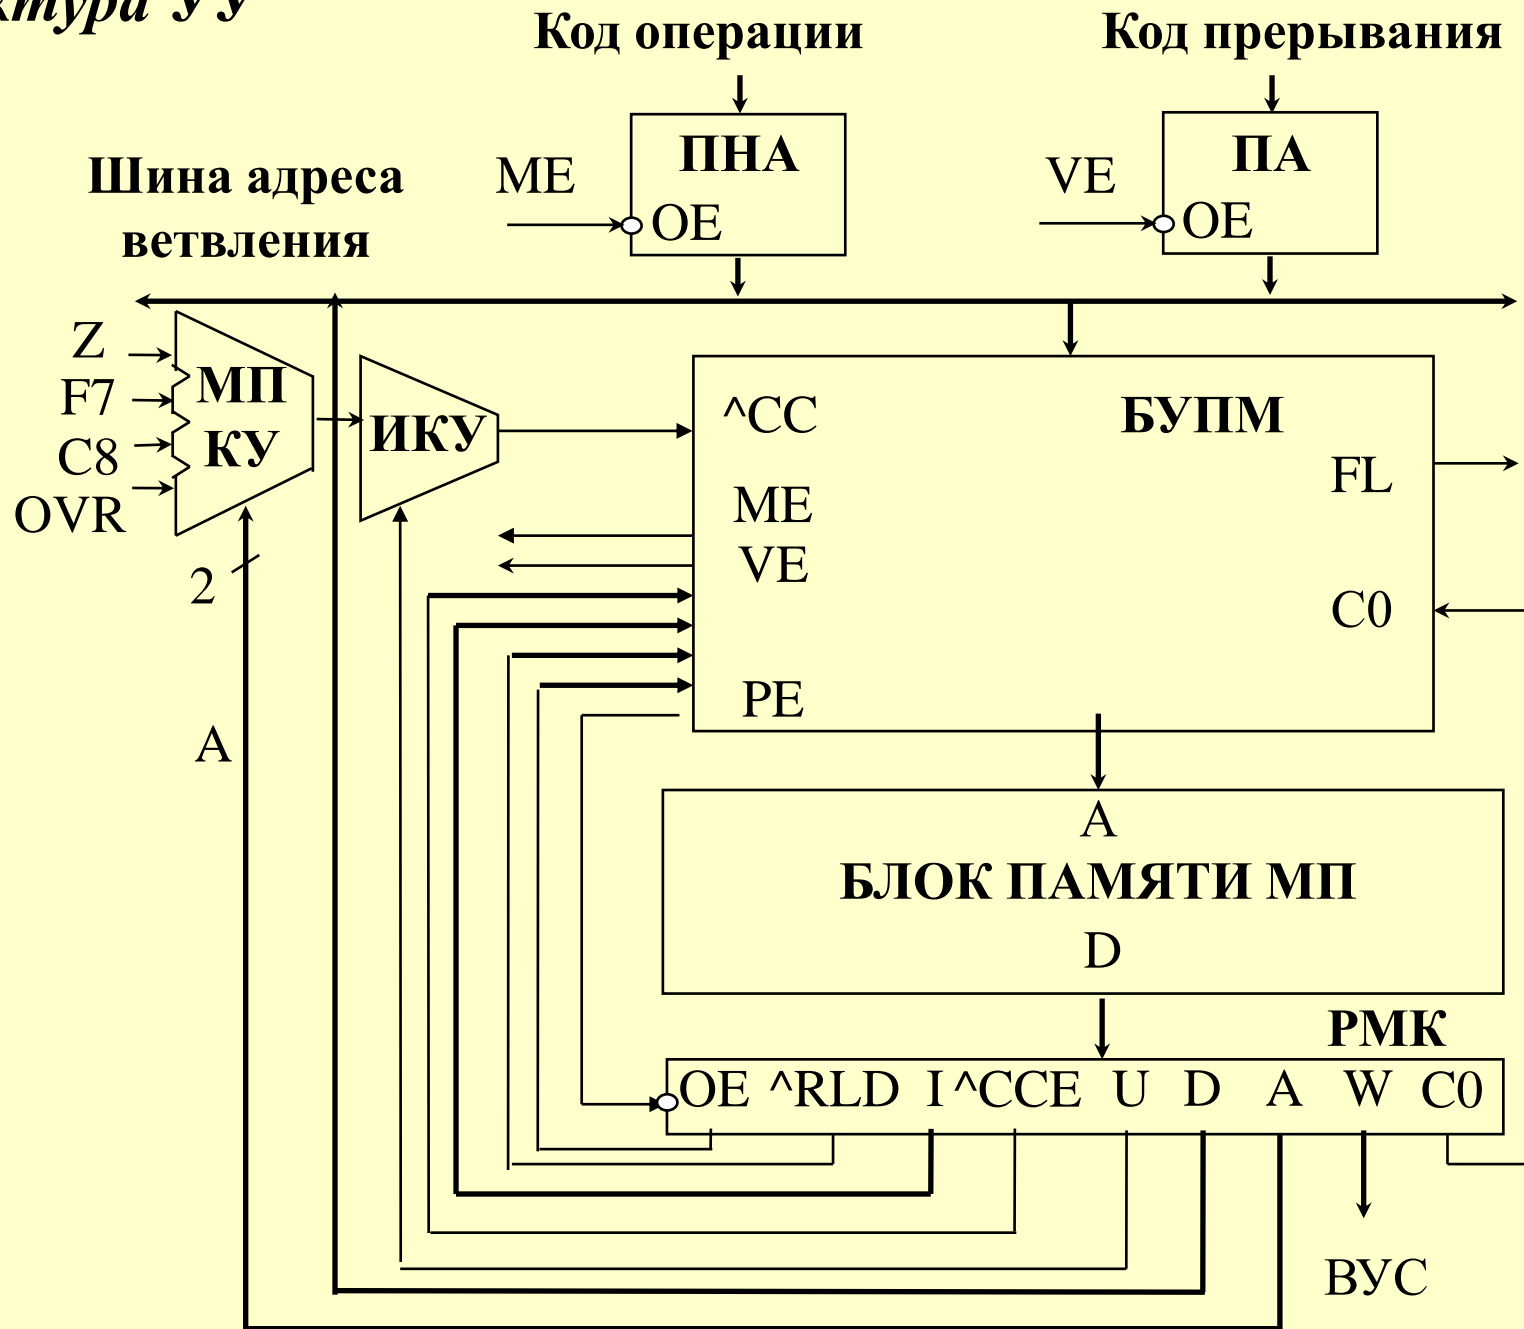 УУ
Код операции
Код прерывания
ПНА
ПА
Шина адреса
ветвления
ME
OE
VE
OE
Z
F7
C8
OVR
МП
КУ
ИКУ
^CC
БУПМ
FL
ME
VE
2
C0
PE
A
A
БЛОК ПАМЯТИ МП
D
РМК
OE ^RLD I ^CCE U D A W C0
ВУС